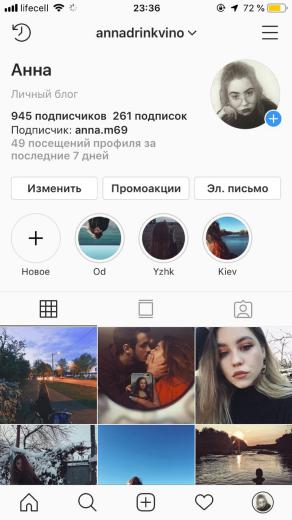 lifecell 23:36 72 %
annadrinkvino
Анна
Личный блог
945 подписчиков 261 подписок
Подписчик: anna.m69
49 посещений профиля за
последние 7 дней
Изменить Промоакции Эл. письмо
Новое Od Yzhk Kiev